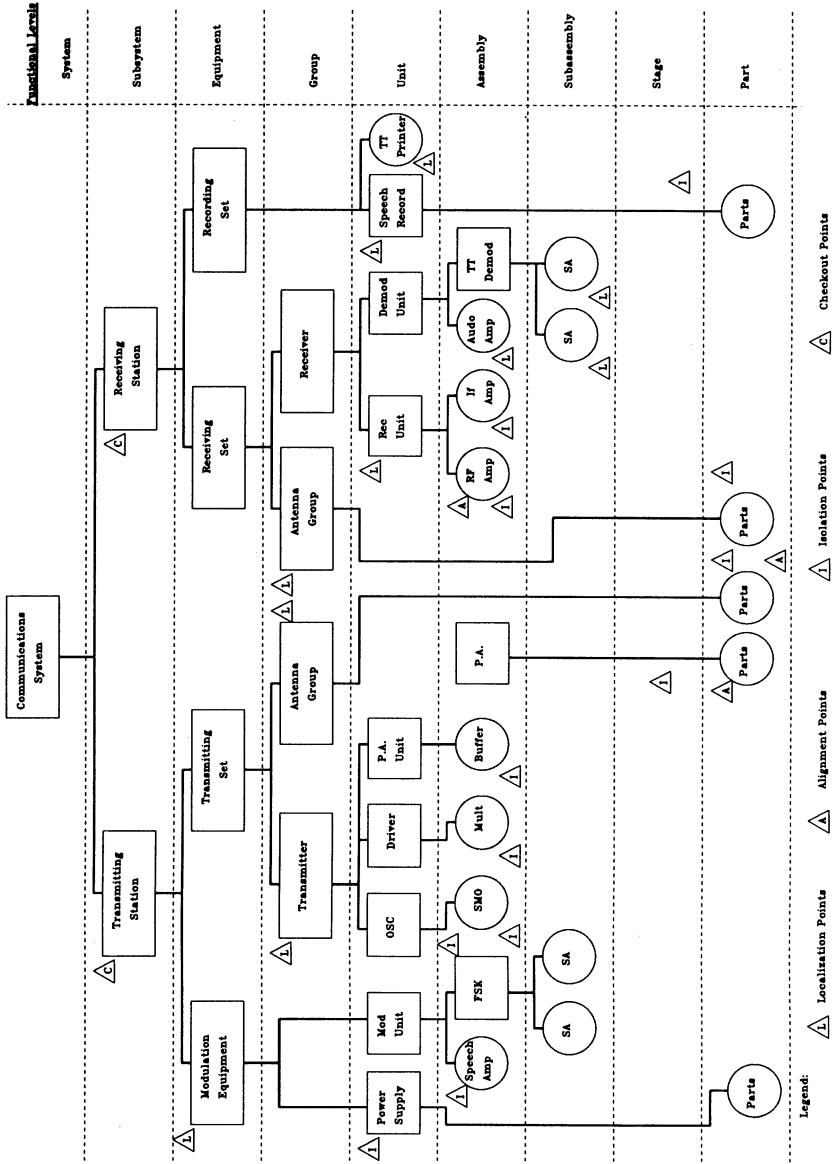 Functional Levels
System
Subsystem
Equipment
Group
Unit
Assembly
Subassembly
Stage
Part
Communications
System
C
Transmitting
Station
C
Receiving
Station
L
Modulation
Equipment
Transmitting
Set
Receiving
Set
Recording
Set
L
Transmitter
L
Antenna
Group
L
Antenna
Group
Receiver
I
Power
Supply
Mod
Unit
OSC
Driver
P.A.
Unit
L
Rec
Unit
Demod
Unit
L
Speech
Record
TT
Printer
L
I
Speech
Amp
FSK
I
SMO
I
Mult
I
Buffer
I
P.A.
A
RF
Amp
I
If
Amp
I
Audo
Amp
L
TT
Demod
SA
SA
SA
L
SA
L
I
I
Parts
A
Parts
Parts
I
A
Parts
I
Parts
Legend:
L Localization Points
A Alignment Points
I Isolation Points
C Checkout Points